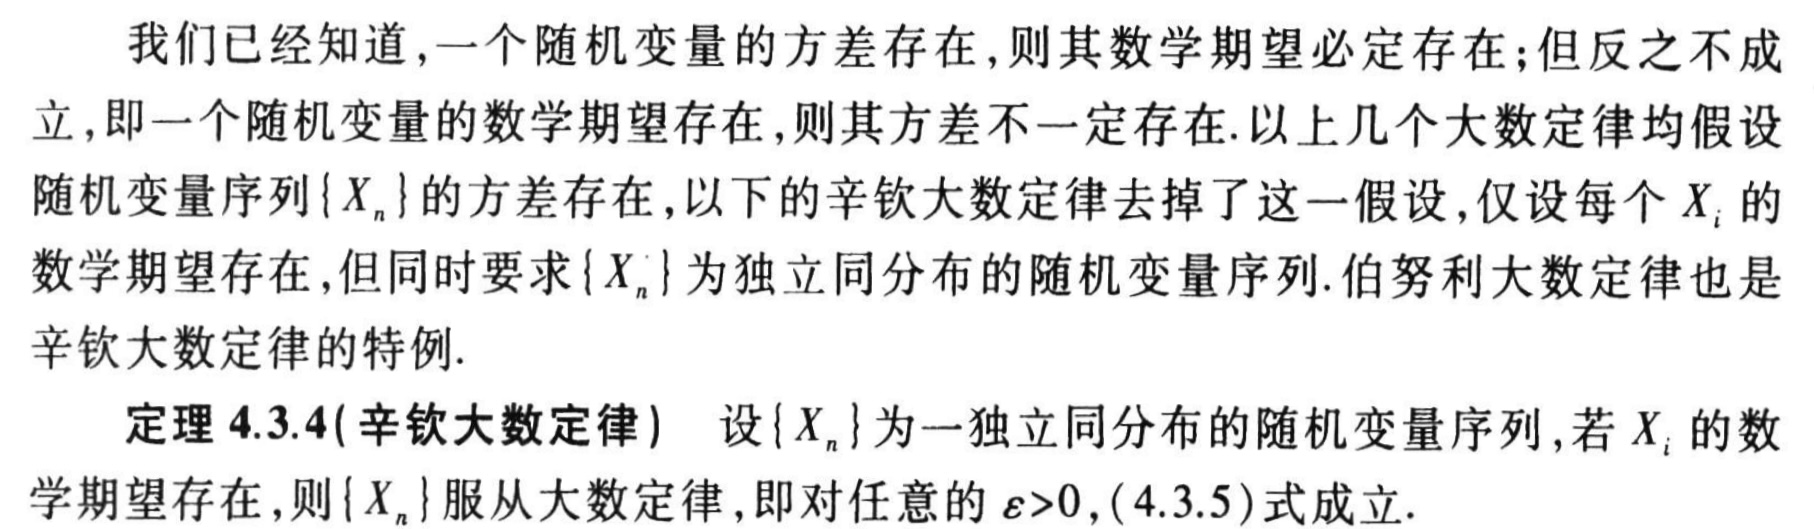 我们已经知道,一个随机变量的方差存在,则其数学期望必定存在;但反之不成
立,即一个随机变量的数学期望存在,则其方差不一定存在.以上几个大数定律均假设
随机变量序列{Xₙ}的方差存在,以下的辛钦大数定律去掉了这一假设,仅设每个 Xᵢ 的
数学期望存在,但同时要求{Xₙ}为独立同分布的随机变量序列.伯努利大数定律也是
辛钦大数定律的特例.
定理 4.3.4(辛钦大数定律) 设{Xₙ}为一独立同分布的随机变量序列,若 Xᵢ 的数
学期望存在,则{Xₙ}服从大数定律,即对任意的 ε>0,(4.3.5)式成立.